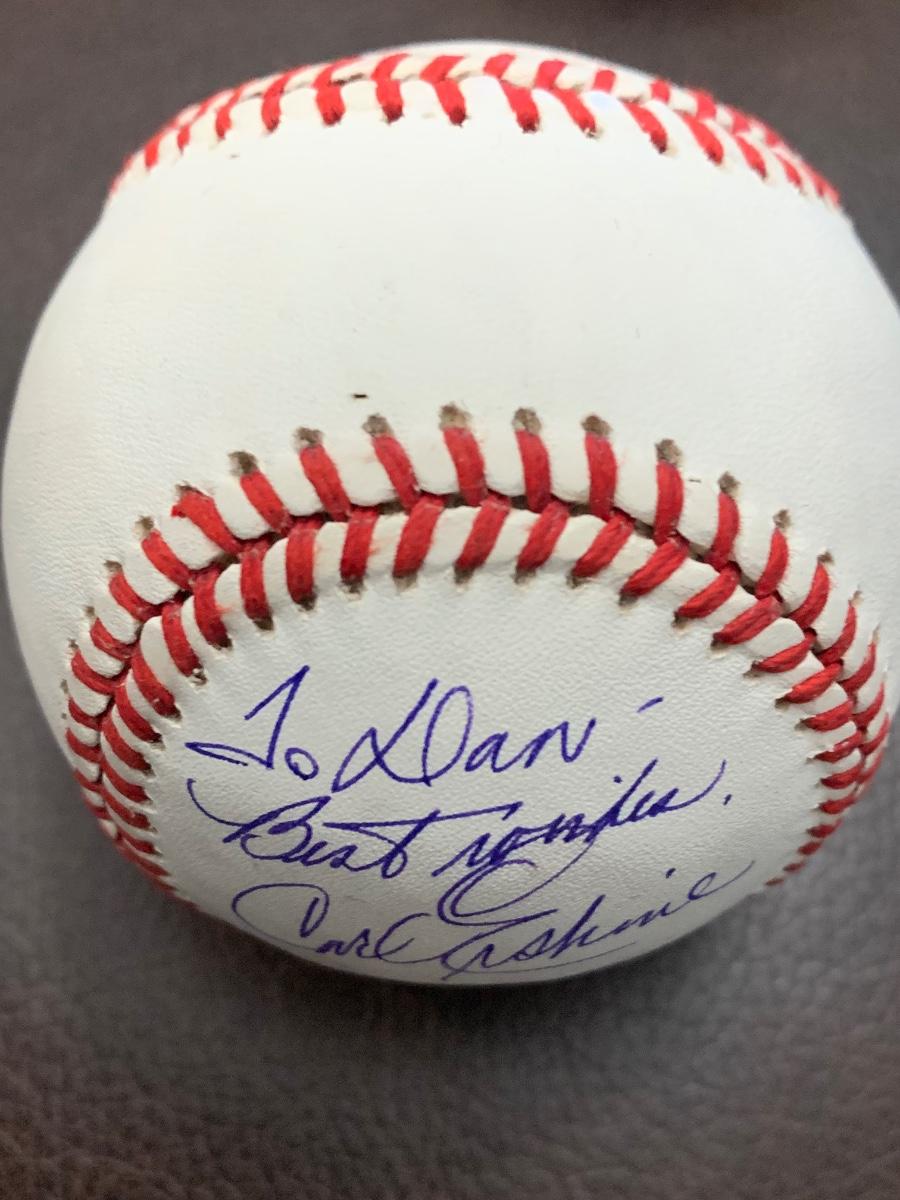 To Dan -
Best wishes,
Carl Erskine